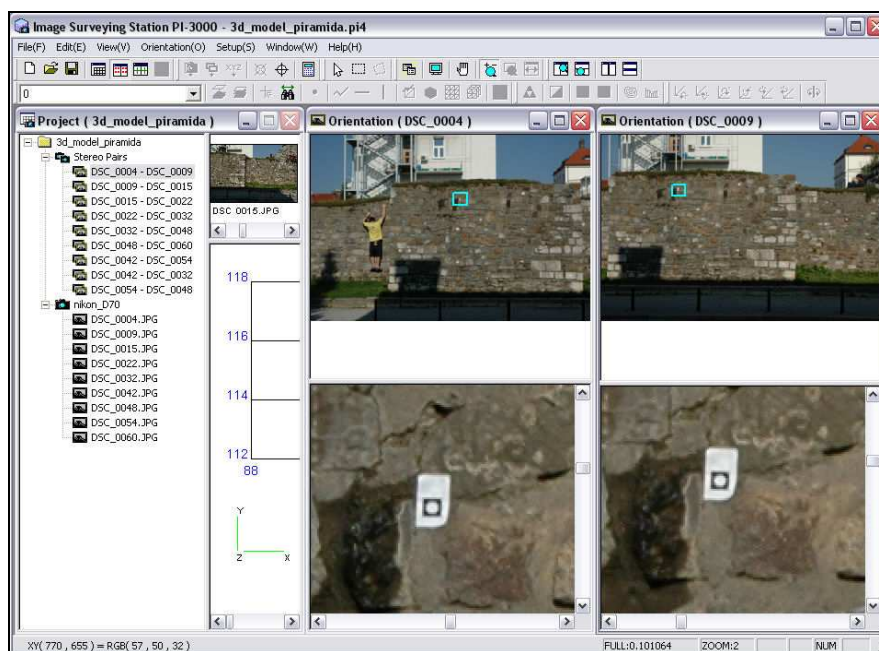 Image Surveying Station PI-3000 - 3d_model_piramida.pi4
File(F) Edit(E) View(V) Orientation(O) Setup(S) Window(W) Help(H)
XYZ
0
Project ( 3d_model_piramida )
3d_model_piramida
Stereo Pairs
DSC_0004 - DSC_0009
DSC_0009 - DSC_0015
DSC_0015 - DSC_0022
DSC_0022 - DSC_0032
DSC_0032 - DSC_0048
DSC_0048 - DSC_0060
DSC_0042 - DSC_0054
DSC_0042 - DSC_0032
DSC_0054 - DSC_0048
nikon_D70
DSC_0004.JPG
DSC_0009.JPG
DSC_0015.JPG
DSC_0022.JPG
DSC_0032.JPG
DSC_0042.JPG
DSC_0048.JPG
DSC_0054.JPG
DSC_0060.JPG
DSC_0015.JPG
118
116
114
112
88
Y
Z X
Orientation ( DSC_0004 )
Orientation ( DSC_0009 )
XY( 770 , 655 ) = RGB( 57 , 50 , 32 )
FULL:0.101064 ZOOM:2 NUM